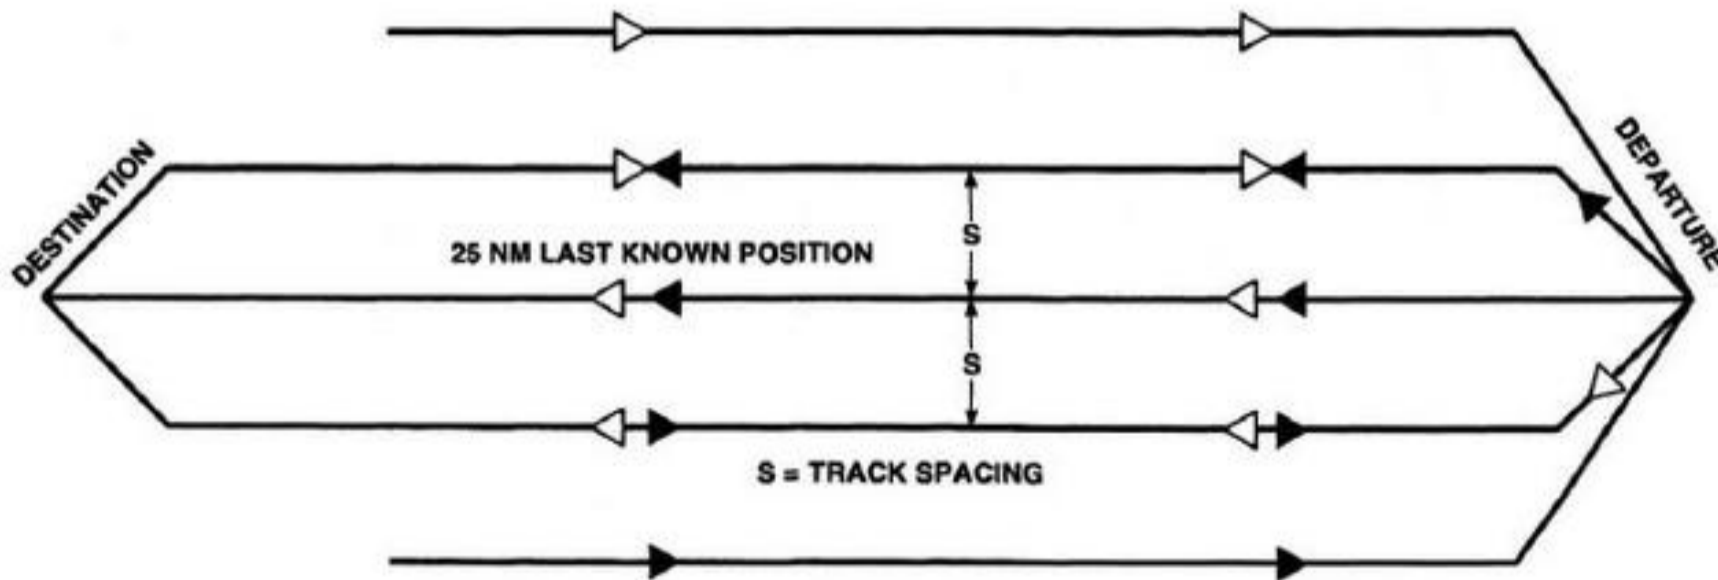 DESTINATION
DEPARTURE
25 NM LAST KNOWN POSITION
S
S
S = TRACK SPACING